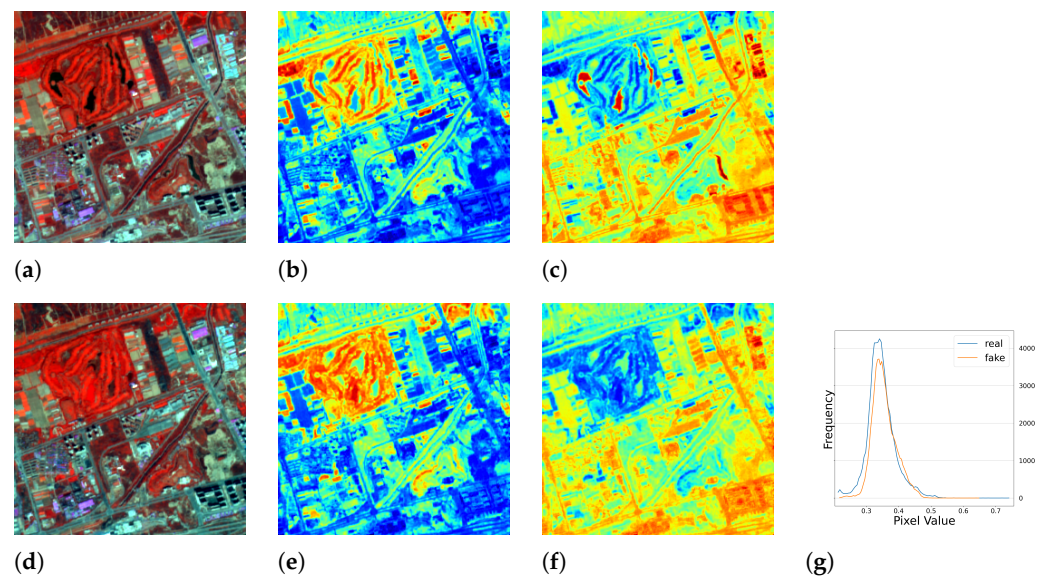 (a)
(b)
(c)
real
fake
4000
3000
2000
1000
0
Frequency
0.3
0.4
0.5
0.6
0.7
Pixel Value
(d)
(e)
(f)
(g)